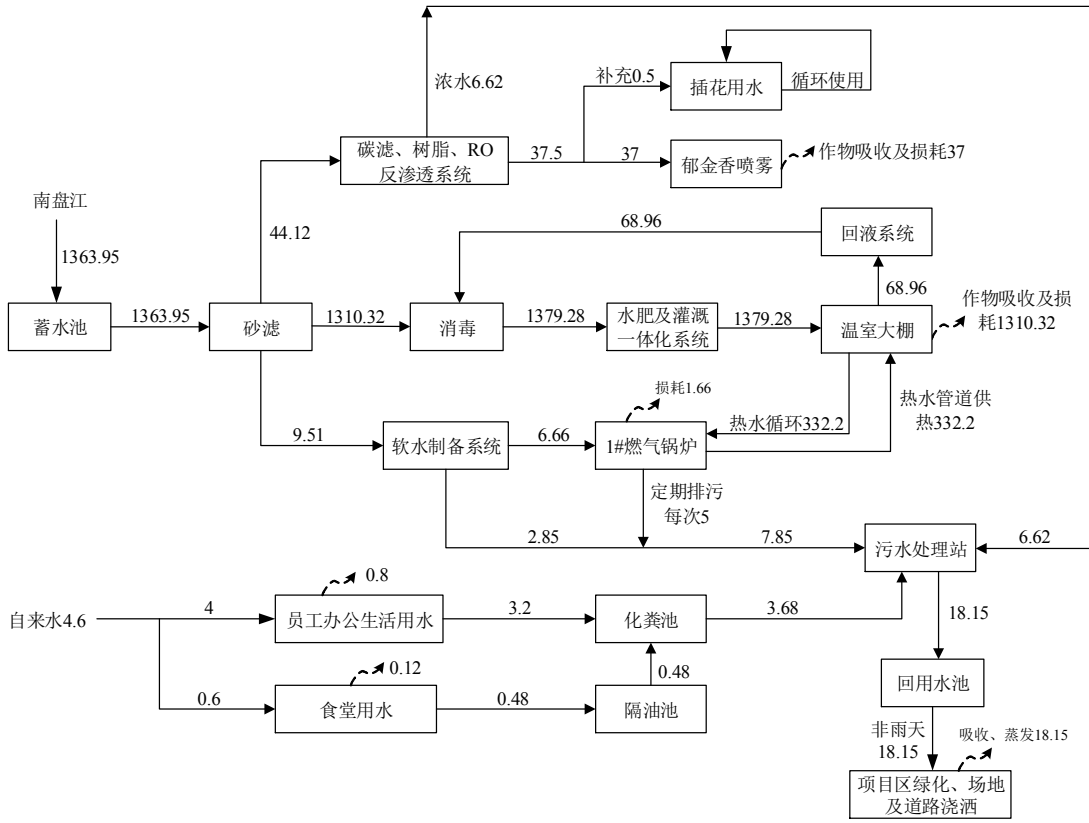 浓水6.62
补充0.5
插花用水
循环使用
碳滤、树脂、RO
反渗透系统
37.5
37
郁金香喷雾
作物吸收及损耗37
南盘江
1363.95
44.12
68.96
回液系统
68.96
蓄水池
1363.95
砂滤
1310.32
消毒
1379.28
水肥及灌溉
一体化系统
1379.28
温室大棚
作物吸收及损
耗1310.32
损耗1.66
热水循环332.2
热水管道供
热332.2
9.51
软水制备系统
6.66
1#燃气锅炉
定期排污
每次5
2.85
7.85
污水处理站
6.62
自来水4.6
4
0.8
员工办公生活用水
3.2
化粪池
3.68
18.15
0.6
0.12
食堂用水
0.48
隔油池
0.48
回用水池
非雨天
18.15
吸收、蒸发18.15
项目区绿化、场地
及道路浇洒